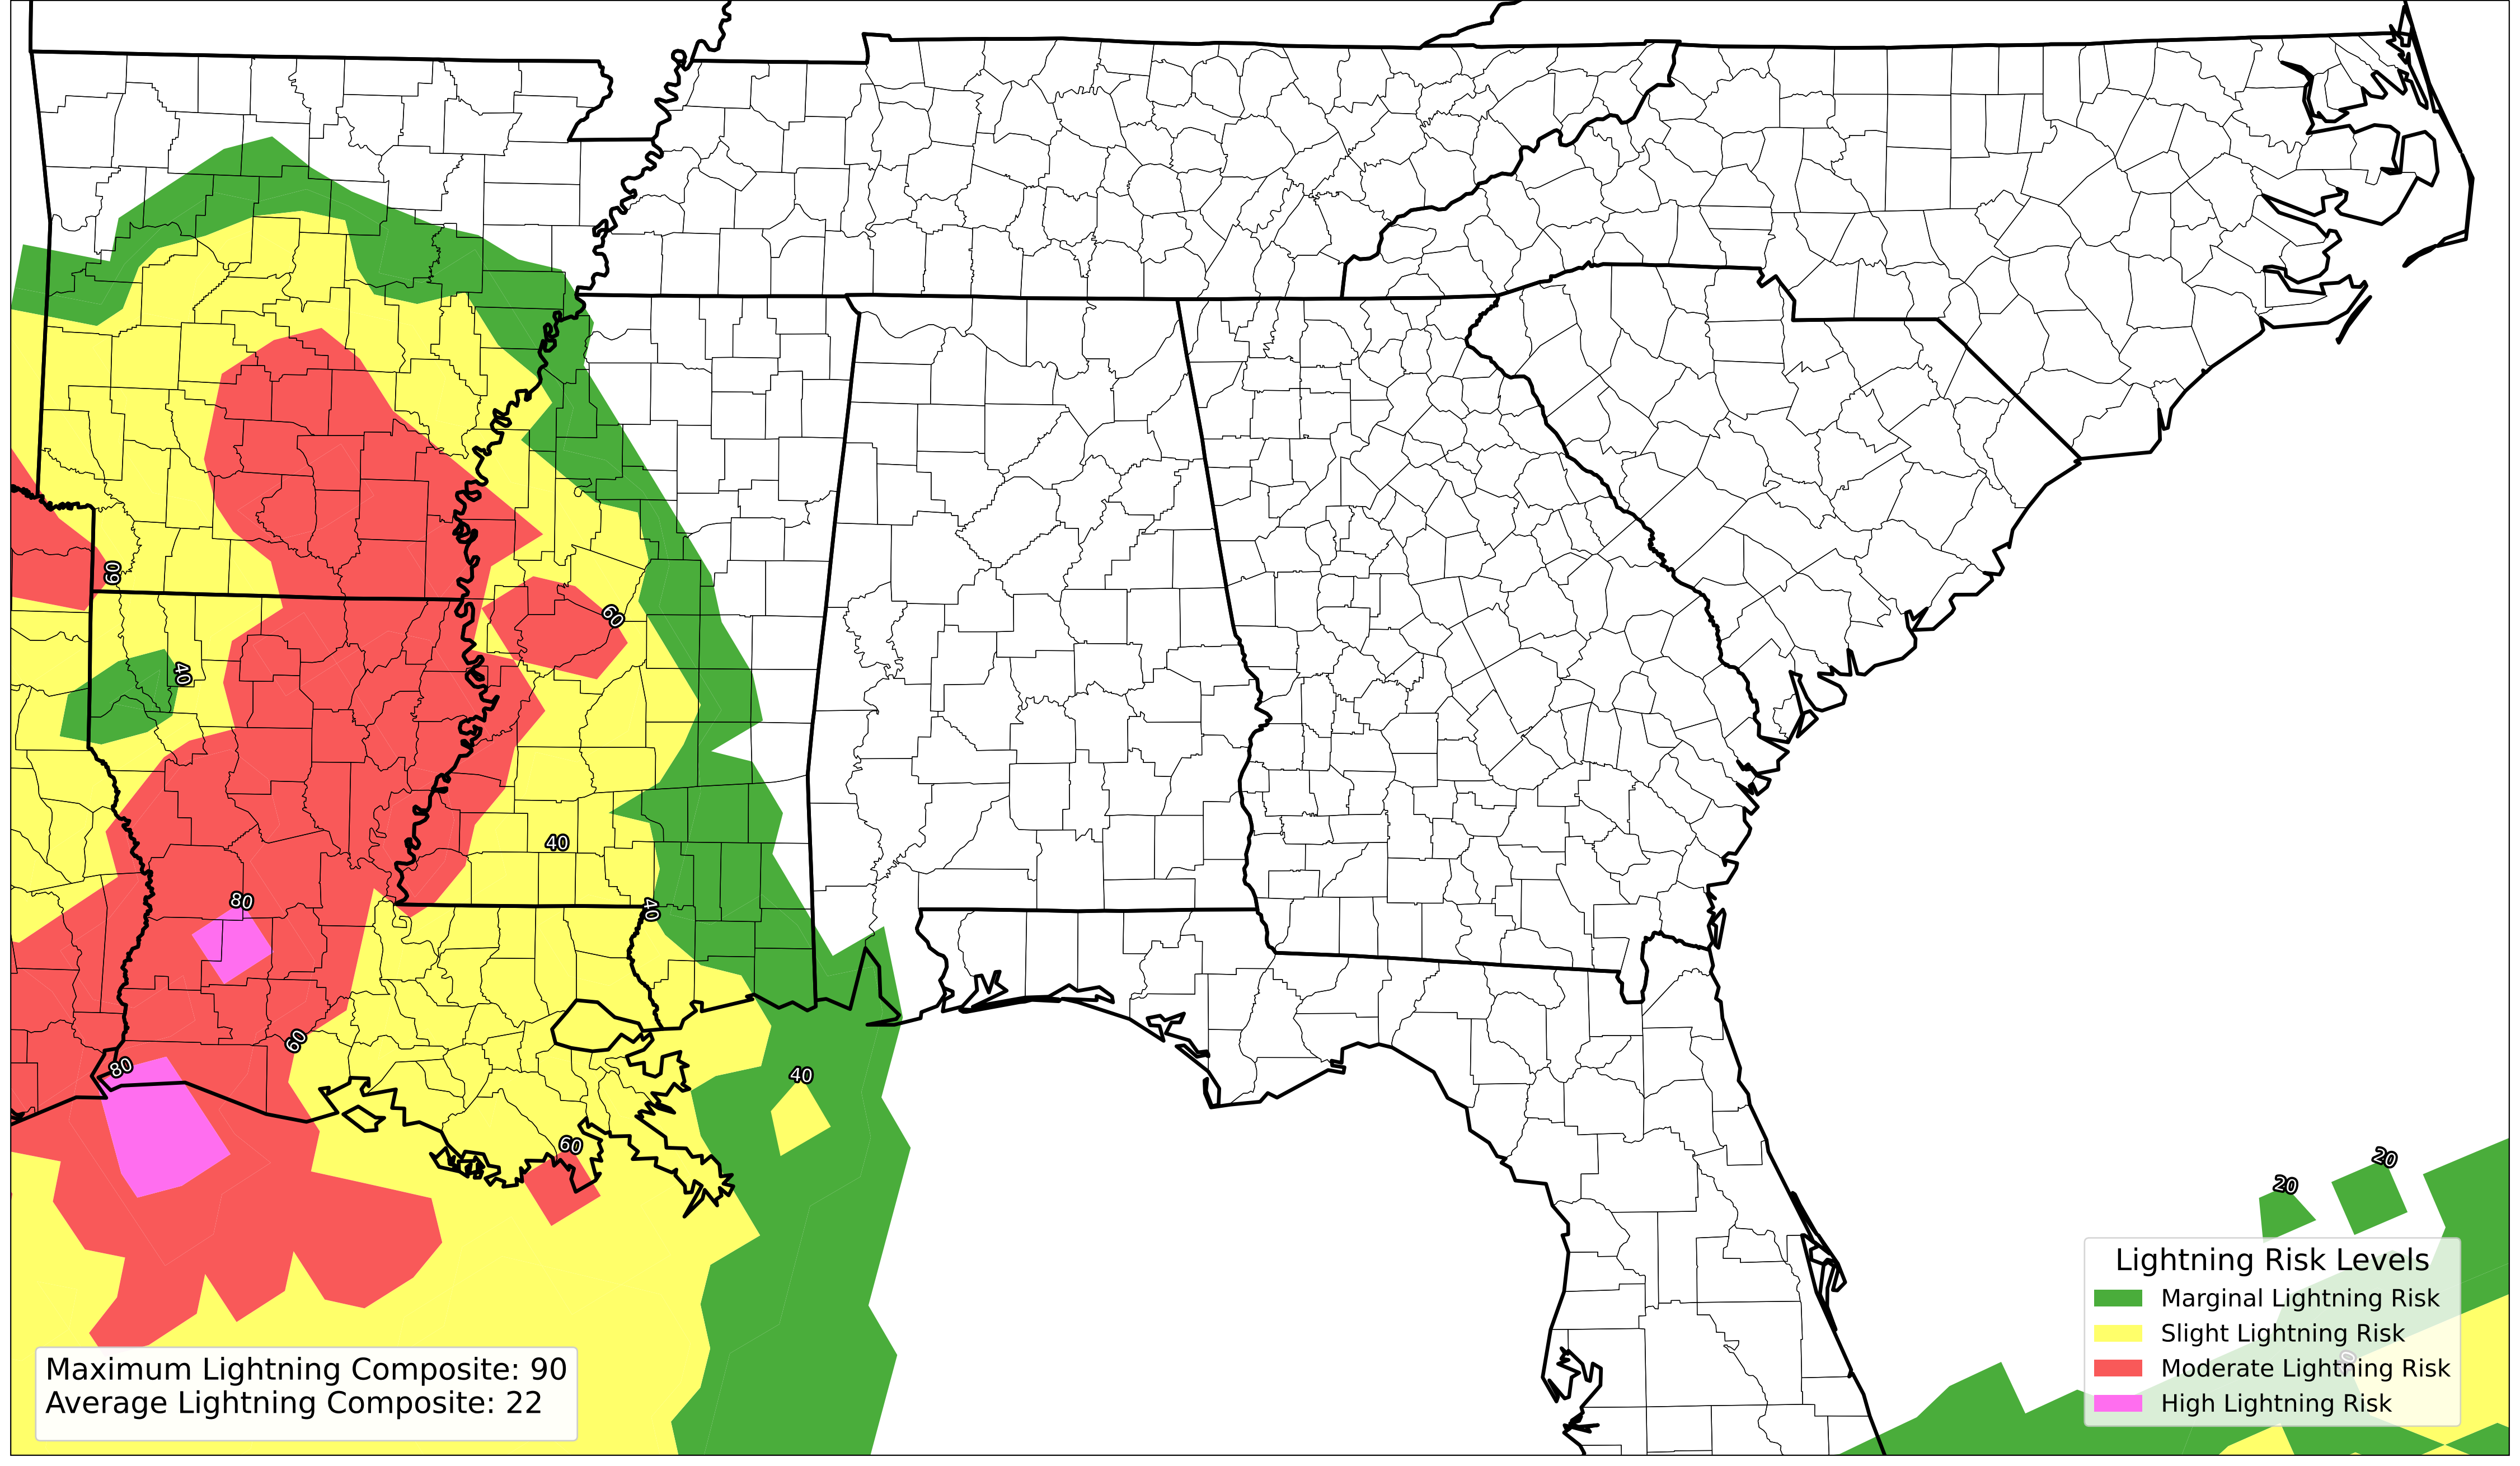 60
60
40
40
80
40
60
80
40
60
20
20
Lightning Risk Levels
Marginal Lightning Risk
Slight Lightning Risk
Moderate Lightning Risk
High Lightning Risk
Maximum Lightning Composite: 90
Average Lightning Composite: 22